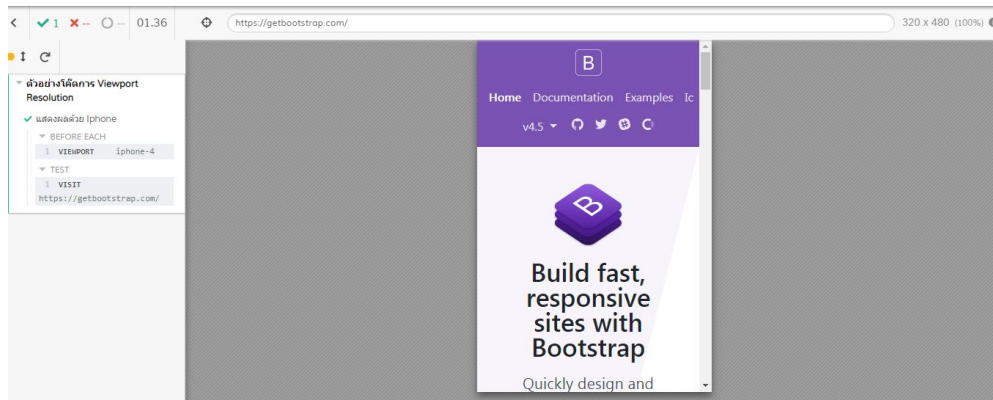 1 -- -- 01.36 https://getbootstrap.com/ 320 x 480 (100%)
ตัวอย่างโค๊ดการ Viewport
Resolution
แสดงผลด้วย Iphone
BEFORE EACH
1 VIEWPORT iphone-4
TEST
1 VISIT
https://getbootstrap.com/
B
Home Documentation Examples Ic
v4.5
B
Build fast,
responsive
sites with
Bootstrap
Quickly design and